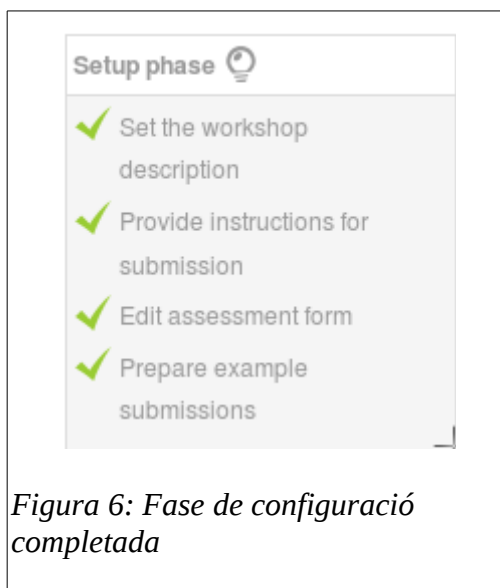 Setup phase
Set the workshop
description
Provide instructions for
submission
Edit assessment form
Prepare example
submissions
Figura 6: Fase de configuració
completada